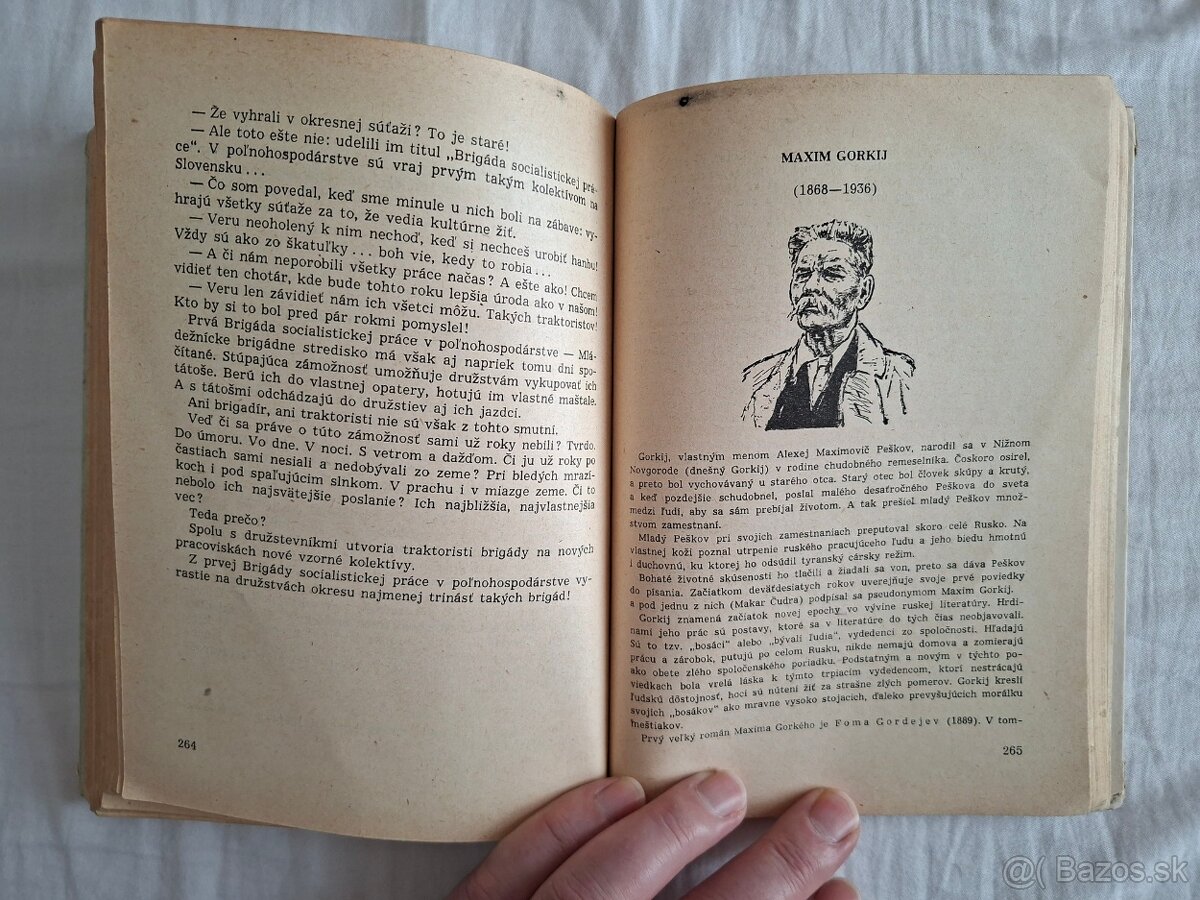 — Že vyhrali v okresnej súťaži? To je staré!
— Ale toto ešte nie: udelili im titul „Brigáda socialistickej prá-
ce“. V poľnohospodárstve sú vraj prvým takým kolektívom na
Slovensku...
— Čo som povedal, keď sme minule u nich boli na zábave: vy-
hrajú všetky súťaže za to, že vedia kultúrne žiť.
— Veru neoholený k nim nechoď, keď si nechceš urobiť hanbu!
Vždy sú ako zo škatuľky... boh vie, kedy to robia...
— A či nám neporobili všetky práce načas? A ešte ako! Chcem
vidieť ten chotár, kde bude tohto roku lepšia úroda ako v našom!
— Veru len závidieť nám ich všetci môžu. Takých traktoristov!
Kto by si to bol pred pár rokmi pomyslel!
Prvá Brigáda socialistickej práce v poľnohospodárstve — Mlá-
dežnícke brigádne stredisko má však aj napriek tomu dni spo-
čítané. Stúpajúca zámožnosť umožňuje družstvám vykupovať ich
tátoše. Berú ich do vlastnej opatery, hotujú im vlastné maštale.
A s tátošmi odchádzajú do družstiev aj ich jazdci.
Ani brigadír, ani traktoristi nie sú však z tohto smutní.
Veď či sa práve o túto zámožnosť sami už roky nebili? Tvrdo.
Do úmoru. Vo dne. V noci. S vetrom a dažďom. Či ju už roky po
častiach sami nesiali a nedobývali zo zeme? Pri bledých mrazí-
koch i pod spaľujúcim slnkom. V prachu i v miazge zeme. Či to
nebolo ich najsvätejšie poslanie? Ich najbližšia, najvlastnejšia
vec?
Teda prečo?
Spolu s družstevníkmi utvoria traktoristi brigády na nových
pracoviskách nové vzorné kolektívy.
Z prvej Brigády socialistickej práce v poľnohospodárstve vy-
rastie na družstvách okresu najmenej trinásť takých brigád!
264
MAXIM GORKIJ
(1868—1936)
Gorkij, vlastným menom Alexej Maximovič Peškov, narodil sa v Nižnom
Novgorode (dnešný Gorkij) v rodine chudobného remeselníka. Čoskoro osirel,
a preto bol vychovávaný u starého otca. Starý otec bol človek skúpy a krutý,
a keď pozdejšie schudobnel, poslal malého desaťročného Peškova do sveta
medzi ľudí, aby sa sám prebíjal životom. A tak prešiel mladý Peškov množ-
stvom zamestnaní.
Mladý Peškov pri svojich zamestnaniach preputoval skoro celé Rusko. Na
vlastnej koži poznal utrpenie ruského pracujúceho ľudu a jeho biedu hmotnú
i duchovnú, ku ktorej ho odsúdil tyranský cársky režim.
Bohaté životné skúsenosti ho tlačili a žiadali sa von, preto sa dáva Peškov
do písania. Začiatkom deväťdesiatych rokov uverejňuje svoje prvé poviedky
a pod jednu z nich (Makar Čudra) podpísal sa pseudonymom Maxim Gorkij.
Gorkij znamená začiatok novej epochy vo vývine ruskej literatúry. Hrdi-
nami jeho prác sú postavy, ktoré sa v literatúre do tých čias neobjavovali.
Sú to tzv. „bosáci“ alebo „bývalí ľudia“, vydedenci zo spoločnosti. Hľadajú
prácu a zárobok, putujú po celom Rusku, nikde nemajú domova a zomierajú
ako obete zlého spoločenského poriadku. Podstatným a novým v týchto po-
viedkach bola vrelá láska k týmto trpiacim vydedencom, ktorí nestrácajú
ľudskú dôstojnosť, hoci sú nútení žiť za strašne zlých pomerov. Gorkij kreslí
svojich „bosákov“ ako mravne vysoko stojacich, ďaleko prevyšujúcich morálku
meštiakov.
Prvý veľký román Maxima Gorkého je Foma Gordejev (1889). V tom-
265
@( Bazos.sk